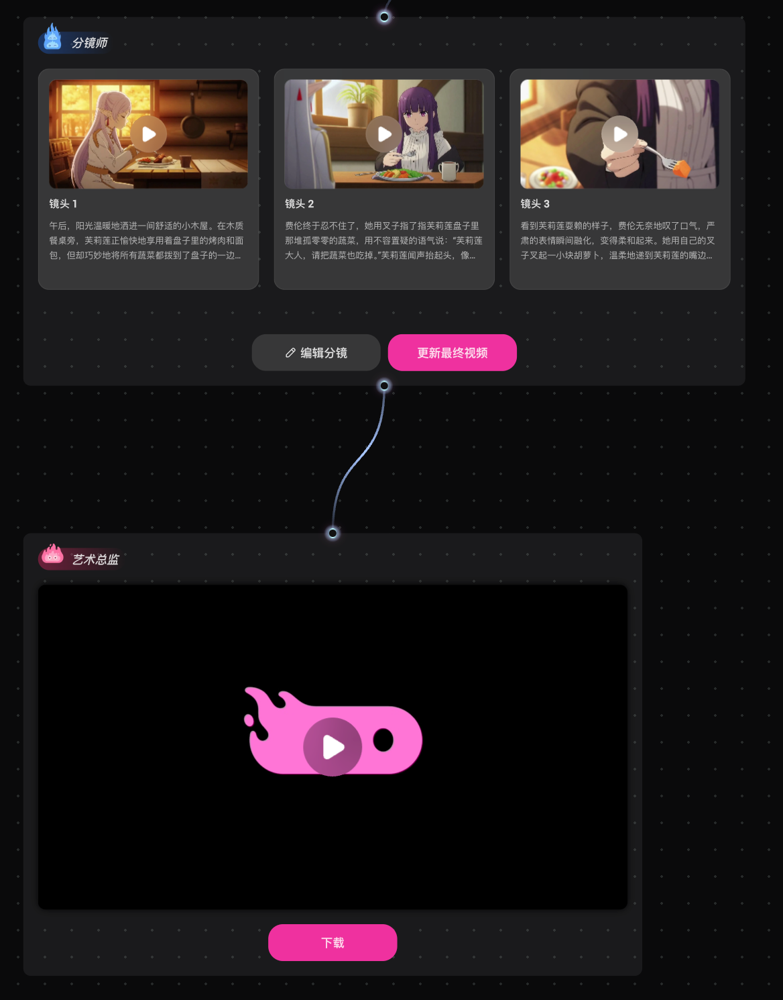 分镜师
镜头 1
午后，阳光温暖地洒进一间舒适的小木屋。在木质
餐桌旁，芙莉莲正愉快地享用着盘子里的烤肉和面
包，但却巧妙地将所有蔬菜都拨到了盘子的一边...
镜头 2
费伦终于忍不住了，她用叉子指了指芙莉莲盘子里
那堆孤零零的蔬菜，用不容置疑的语气说：“芙莉莲
大人，请把蔬菜也吃掉。”芙莉莲闻声抬起头，像...
镜头 3
看到芙莉莲耍赖的样子，费伦无奈地叹了口气，严
肃的表情瞬间融化，变得柔和起来。她用自己的叉
子叉起一小块胡萝卜，温柔地递到芙莉莲的嘴边...
编辑分镜
更新最终视频
艺术总监
下载